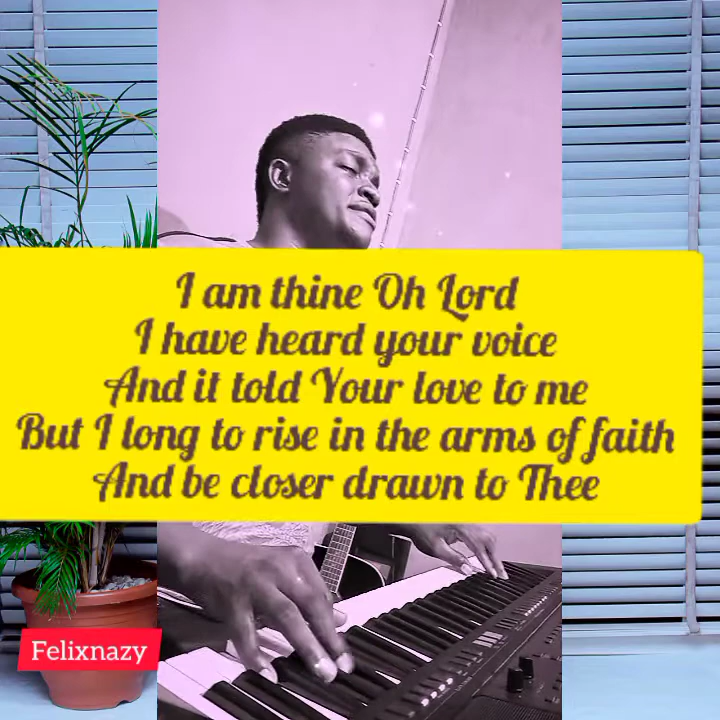 I am thine Oh Lord
I have heard your voice
And it told Your love to me
But I long to rise in the arms of faith
And be closer drawn to Thee
Felixnazy